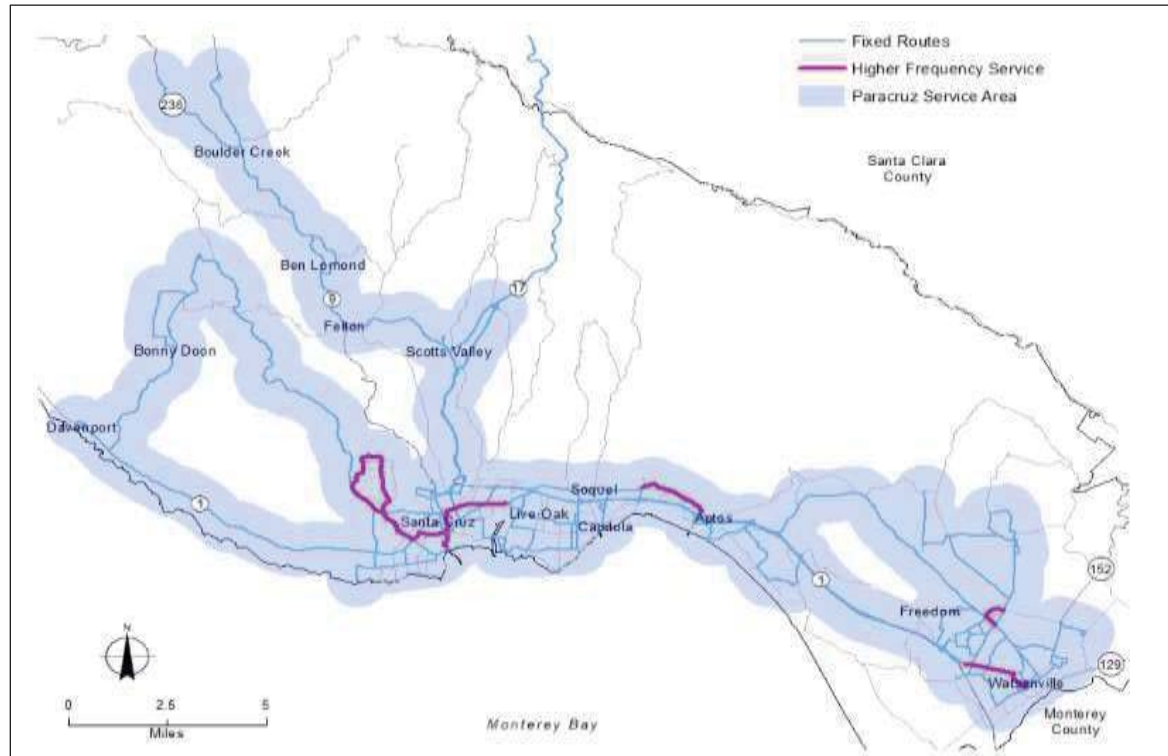 Fixed Routes
Higher Frequency Service
Paracruz Service Area
236
Boulder Creek
Santa Clara
County
Ben Lomond
17
9
Felton
Scotts Valley
Bonny Doon
Davenport
1
Soquel
Santa Cruz
Live Oak
Capitola
Aptos
152
1
Freedom
N
129
Watsonville
0
2.5
5
Miles
Monterey Bay
Monterey
County